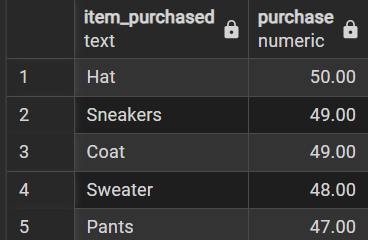 item_purchased purchase
text numeric
1 Hat 50.00
2 Sneakers 49.00
3 Coat 49.00
4 Sweater 48.00
5 Pants 47.00